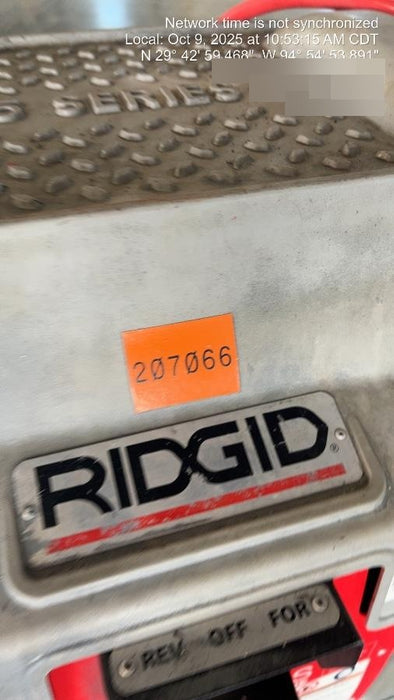 Network time is not synchronized
Local: Oct 9, 2025 at 10:53:15 AM CDT
N 29° 42' 59.468", W 94° 54' 53.891"
SERIES
207066
RIDGID
®
REV OFF FOR